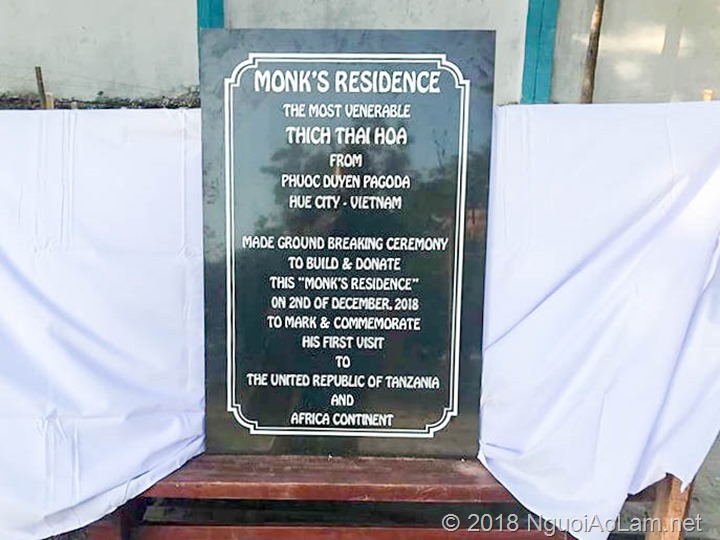 MONK'S RESIDENCE
THE MOST VENERABLE
THICH THAI HOA
FROM
PHUOC DUYEN PAGODA
HUE CITY - VIETNAM
MADE GROUND BREAKING CEREMONY
TO BUILD & DONATE
THIS "MONK'S RESIDENCE"
ON 2ND OF DECEMBER, 2018
TO MARK & COMMEMORATE
HIS FIRST VISIT
TO
THE UNITED REPUBLIC OF TANZANIA
AND
AFRICA CONTINENT
© 2018 NguoiAoLam.net